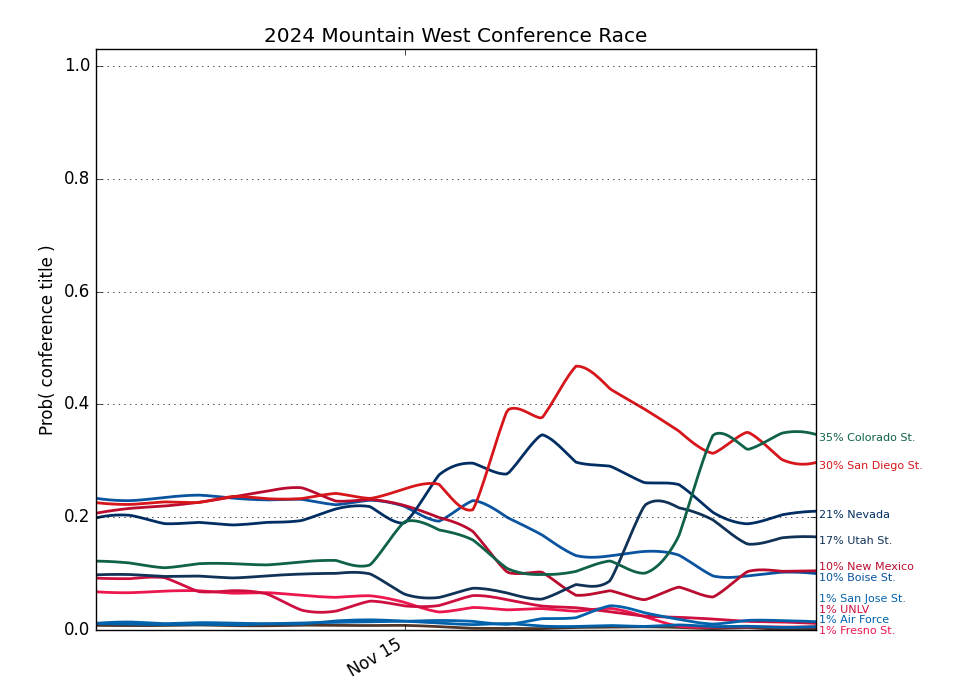 2024 Mountain West Conference Race
Prob( conference title )
1.0
0.8
0.6
0.4
0.2
0.0
Nov 15
35% Colorado St.
30% San Diego St.
21% Nevada
17% Utah St.
10% New Mexico
10% Boise St.
1% San Jose St.
1% UNLV
1% Air Force
1% Fresno St.